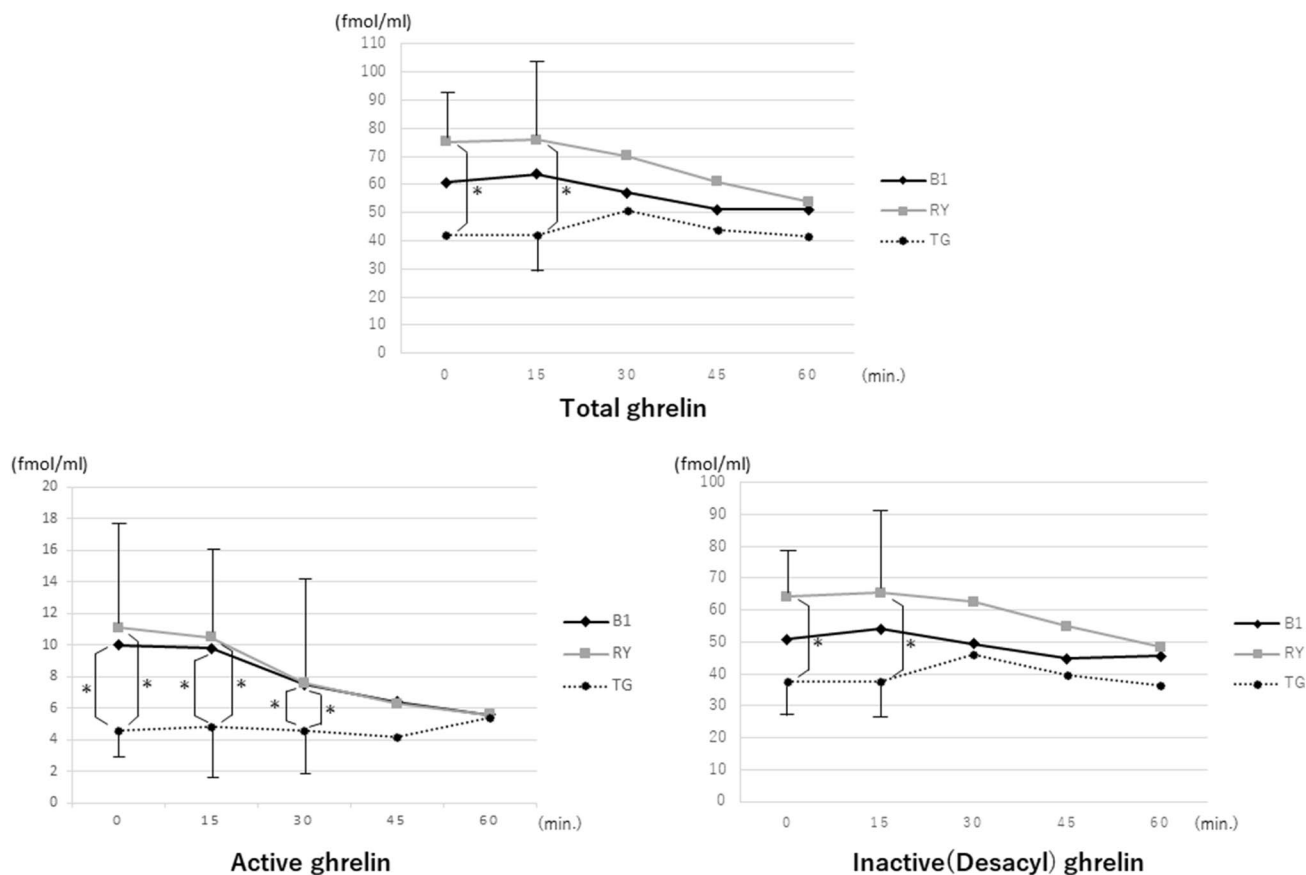 (fmol/ml)
110
100
90
80
70
60
50
40
30
20
10
0
* *
B1
RY
TG
0 15 30 45 60 (min.)
Total ghrelin
(fmol/ml)
20
18
16
14
12
10
8
6
4
2
0
* * * * * *
B1
RY
TG
0 15 30 45 60 (min.)
Active ghrelin
(fmol/ml)
100
90
80
70
60
50
40
30
20
10
0
* *
B1
RY
TG
0 15 30 45 60 (min.)
Inactive(Desacyl) ghrelin